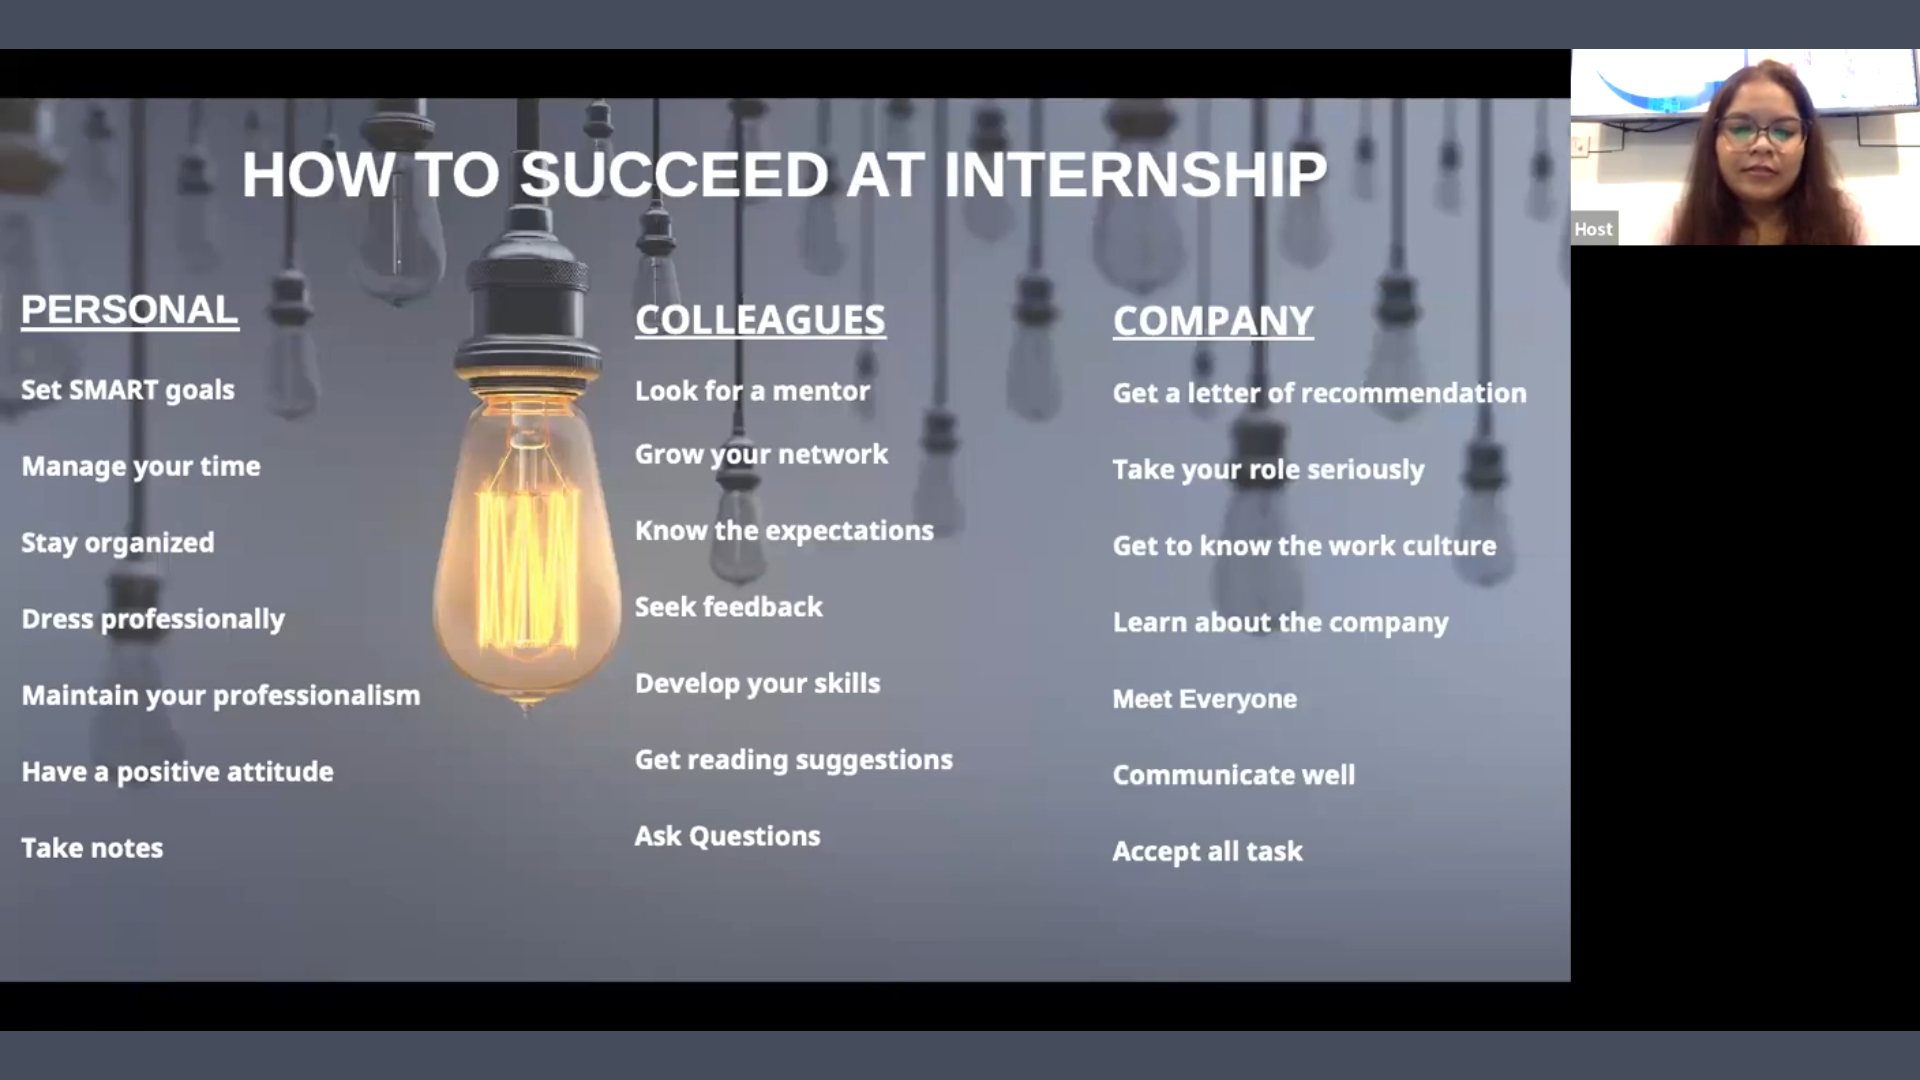 HOW TO SUCCEED AT INTERNSHIP
PERSONAL
Set SMART goals
Manage your time
Stay organized
Dress professionally
Maintain your professionalism
Have a positive attitude
Take notes
COLLEAGUES
Look for a mentor
Grow your network
Know the expectations
Seek feedback
Develop your skills
Get reading suggestions
Ask Questions
COMPANY
Get a letter of recommendation
Take your role seriously
Get to know the work culture
Learn about the company
Meet Everyone
Communicate well
Accept all task
Host